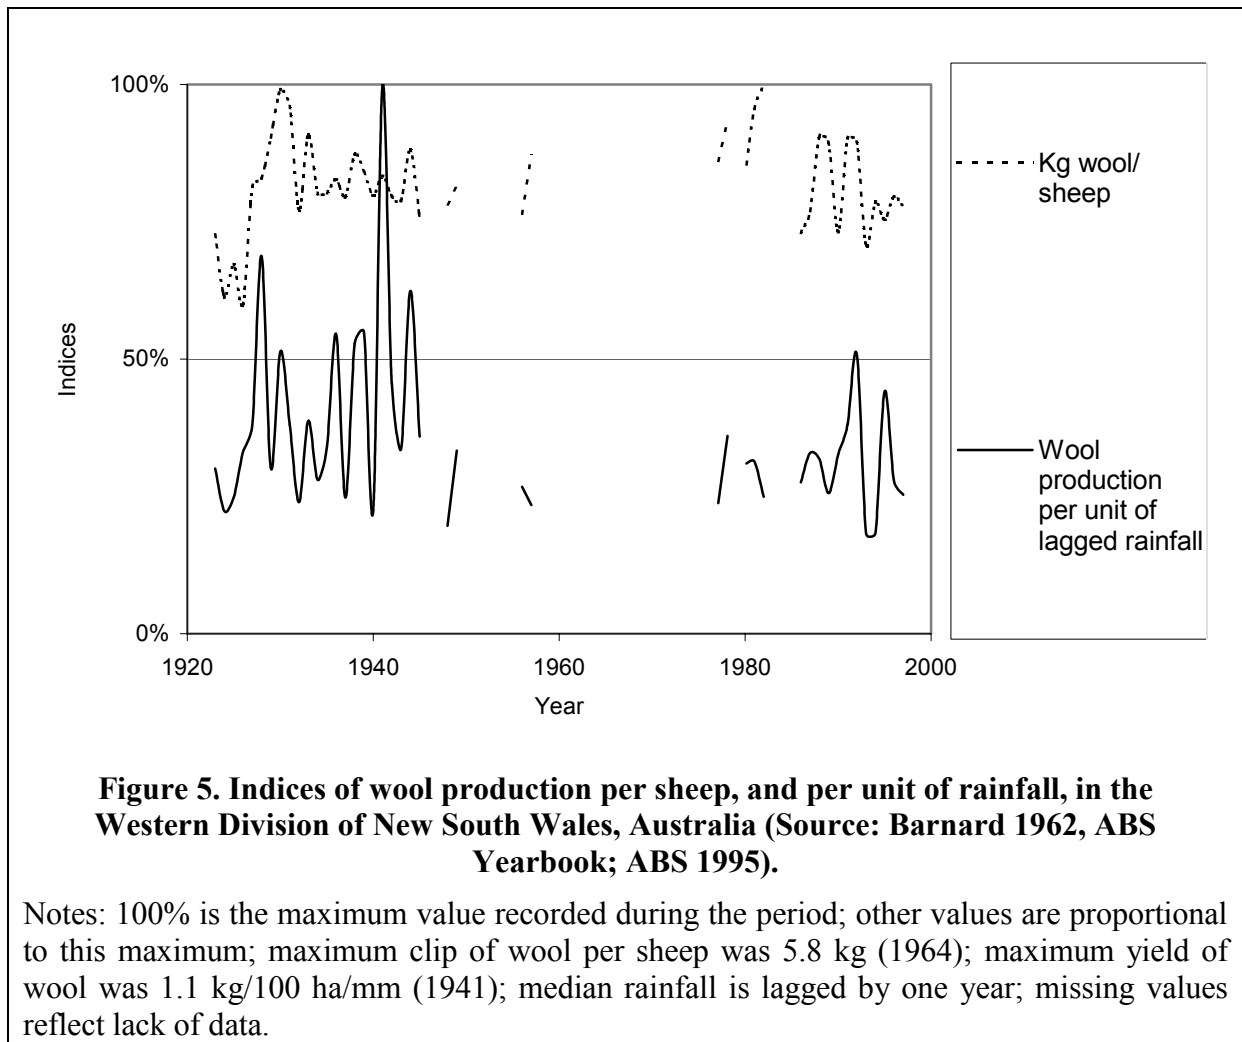 100%
50%
0%
Indices
1920
1940
1960
1980
2000
Year
Kg wool/
sheep
Wool
production
per unit of
lagged rainfall
Figure 5. Indices of wool production per sheep, and per unit of rainfall, in the
Western Division of New South Wales, Australia (Source: Barnard 1962, ABS
Yearbook; ABS 1995).
Notes: 100% is the maximum value recorded during the period; other values are proportional
to this maximum; maximum clip of wool per sheep was 5.8 kg (1964); maximum yield of
wool was 1.1 kg/100 ha/mm (1941); median rainfall is lagged by one year; missing values
reflect lack of data.